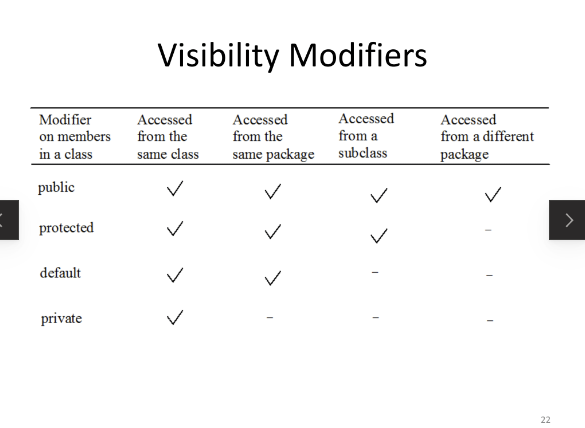 Visibility Modifiers
Modifier Accessed Accessed Accessed Accessed
on members from the from the from a from a different
in a class same class same package subclass package
public ✓ ✓ ✓ ✓
protected ✓ ✓ ✓ –
default ✓ ✓ – –
private ✓ – – –
22